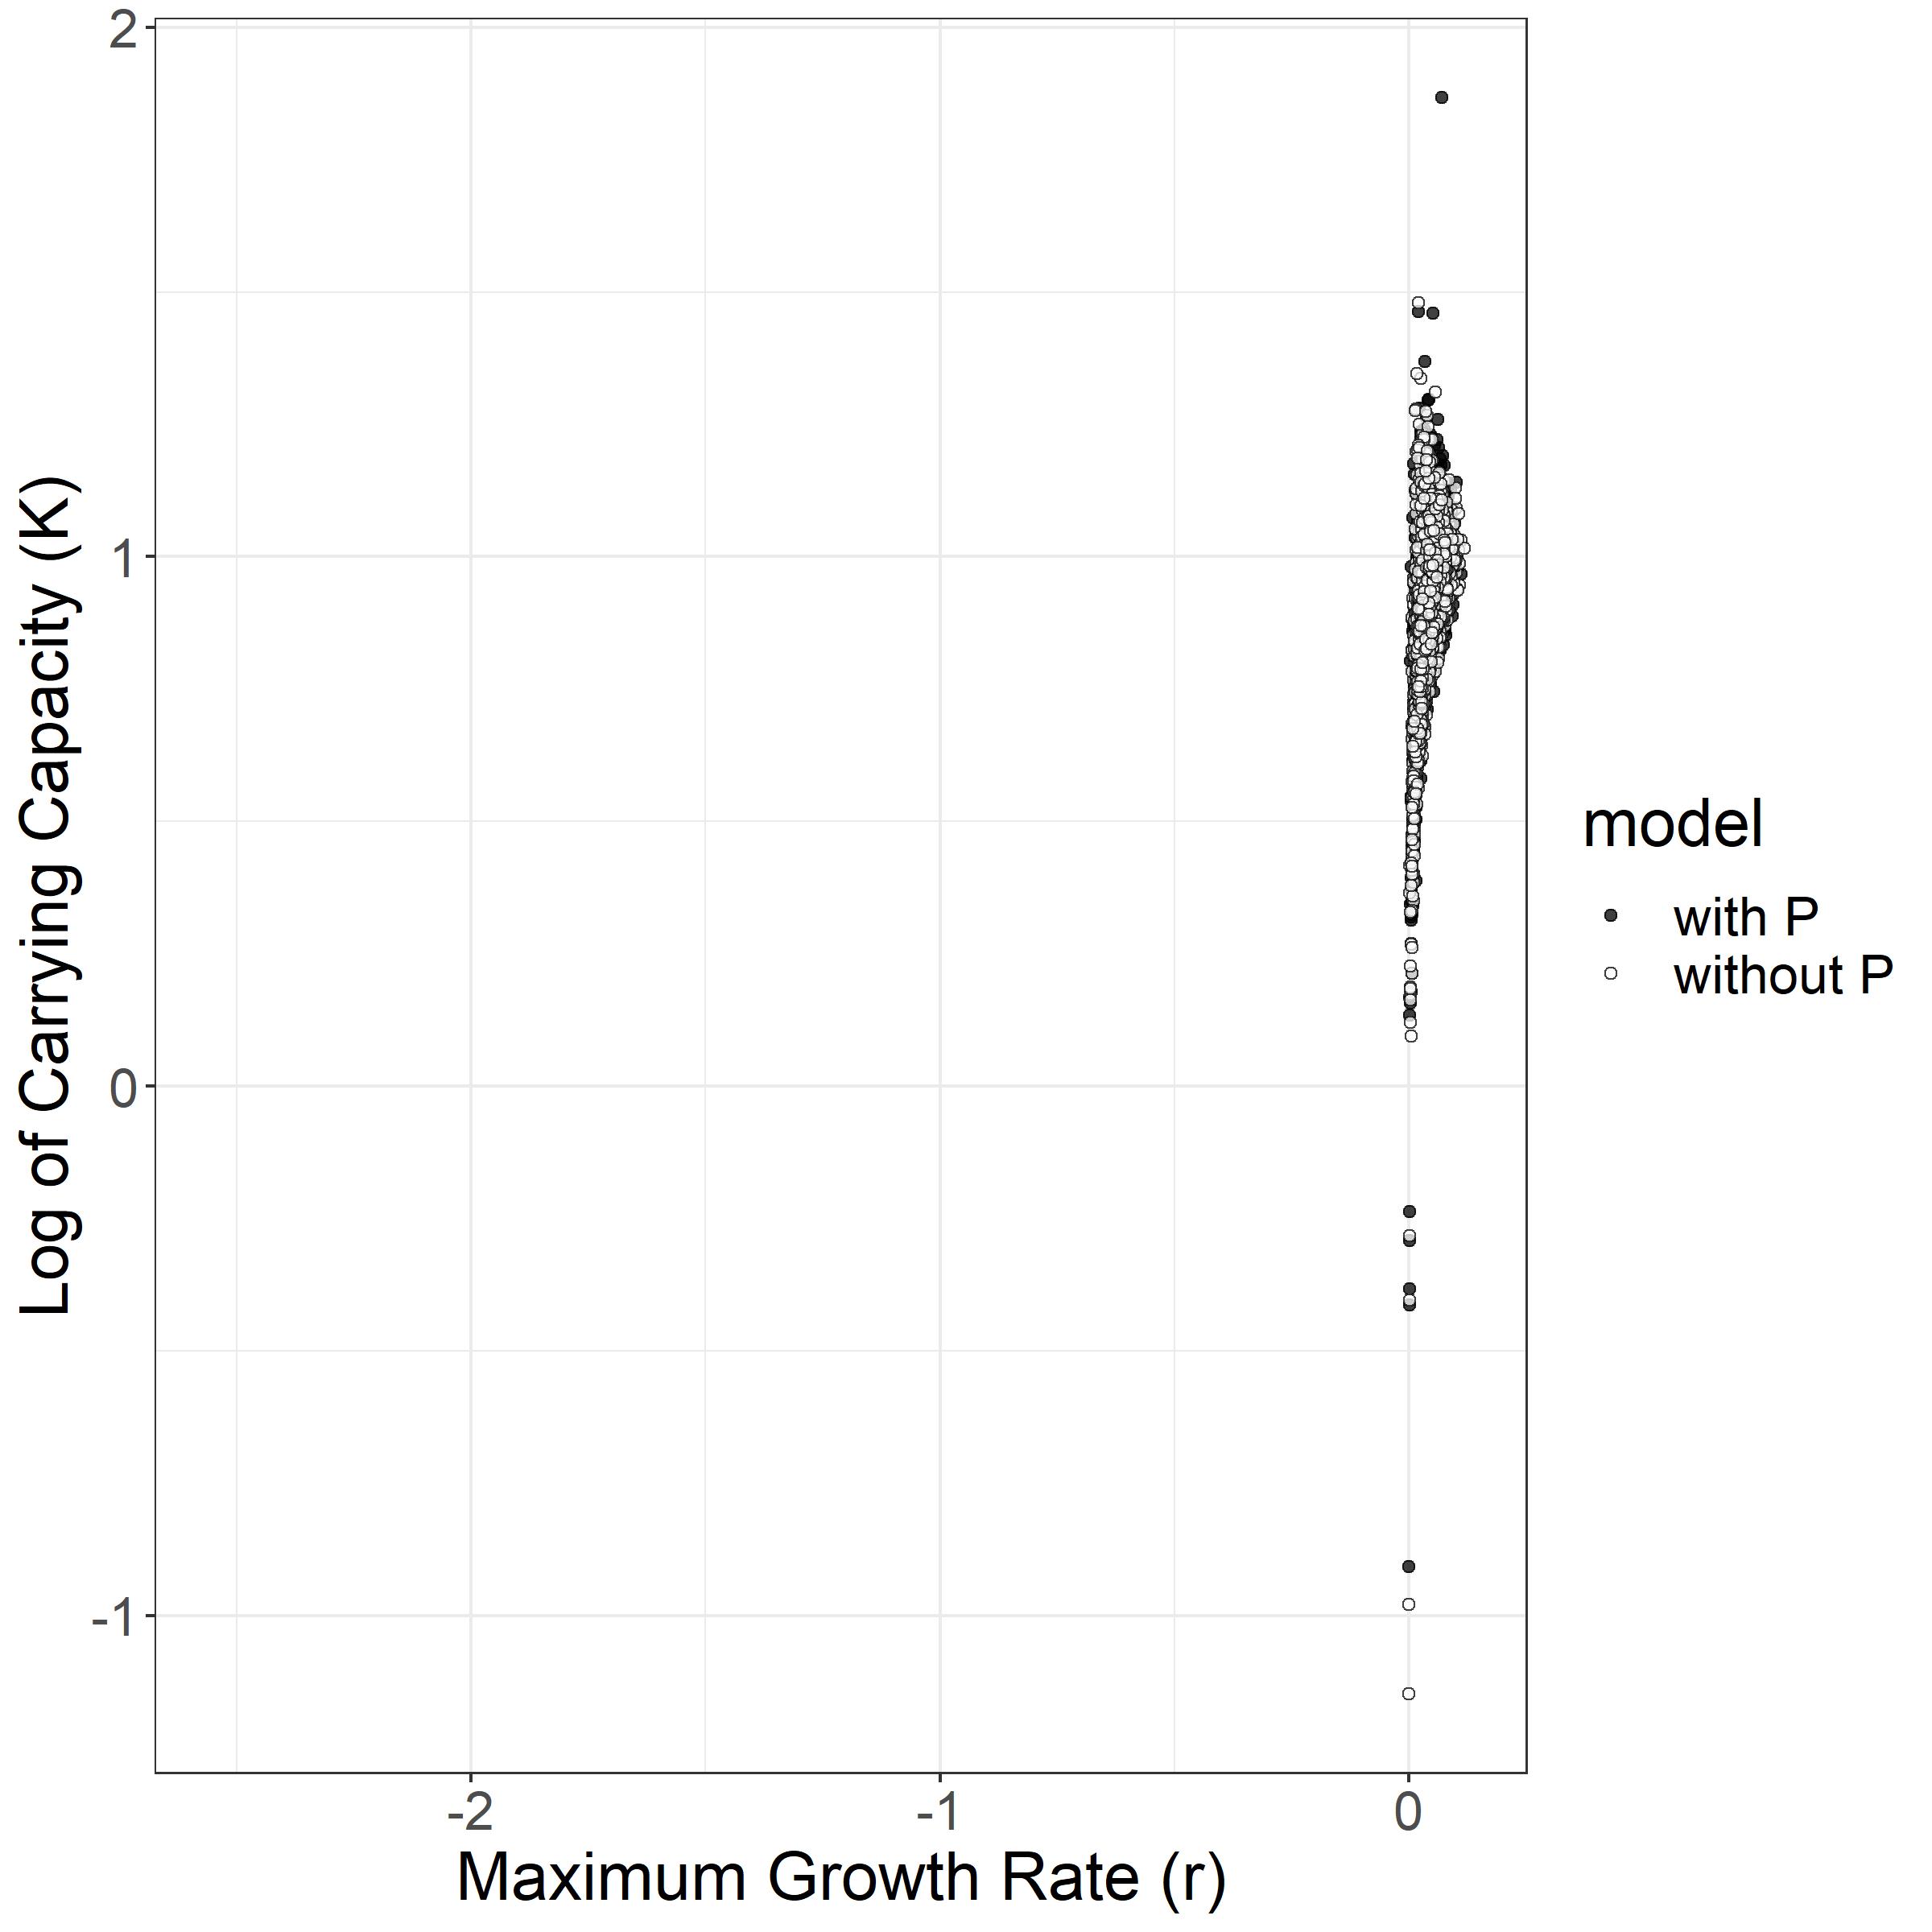 2
1
0
-1
Log of Carrying Capacity (K)
-2
-1
0
Maximum Growth Rate (r)
model
with P
without P